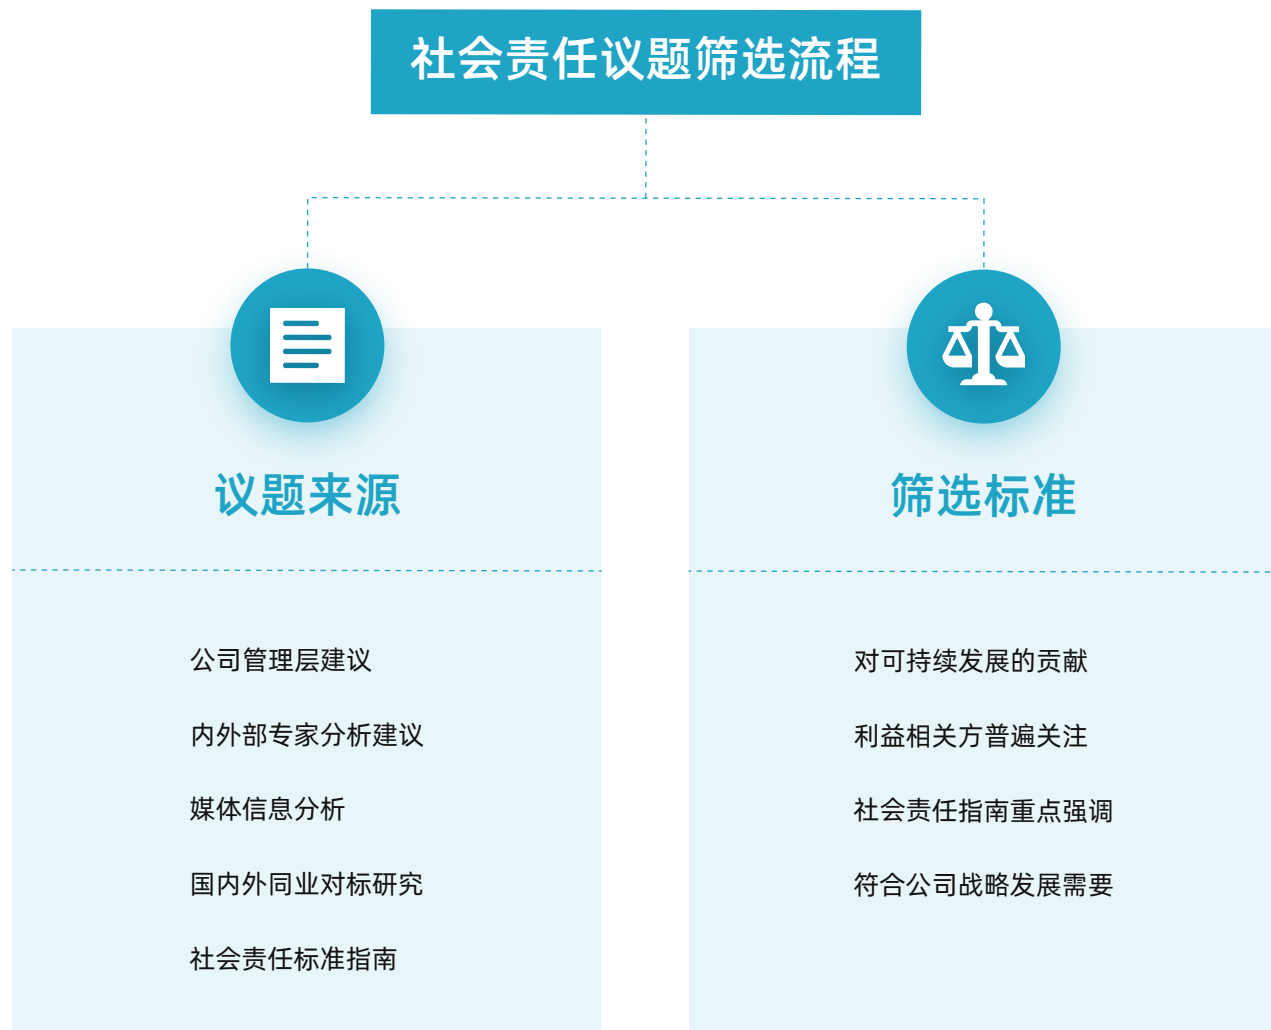 社会责任议题筛选流程
议题来源
公司管理层建议
内外部专家分析建议
媒体信息分析
国内外同业对标研究
社会责任标准指南
筛选标准
对可持续发展的贡献
利益相关方普遍关注
社会责任指南重点强调
符合公司战略发展需要